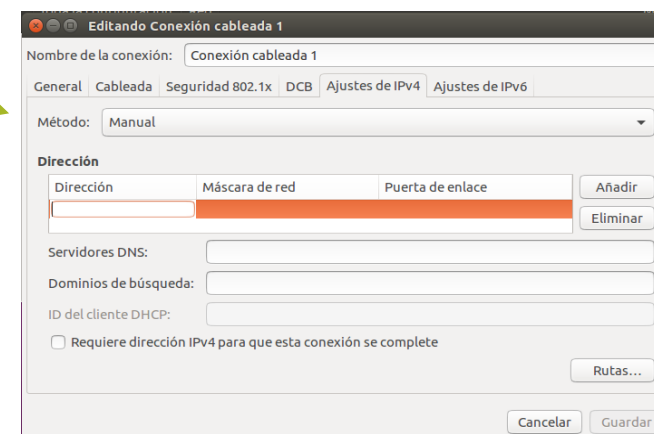 Editando Conexión cableada 1
Nombre de la conexión: Conexión cableada 1
General Cableada Seguridad 802.1x DCB Ajustes de IPv4 Ajustes de IPv6
Método: Manual
Dirección
Dirección Máscara de red Puerta de enlace Añadir
Eliminar
Servidores DNS:
Dominios de búsqueda:
ID del cliente DHCP:
Requiere dirección IPv4 para que esta conexión se complete
Rutas...
Cancelar Guardar